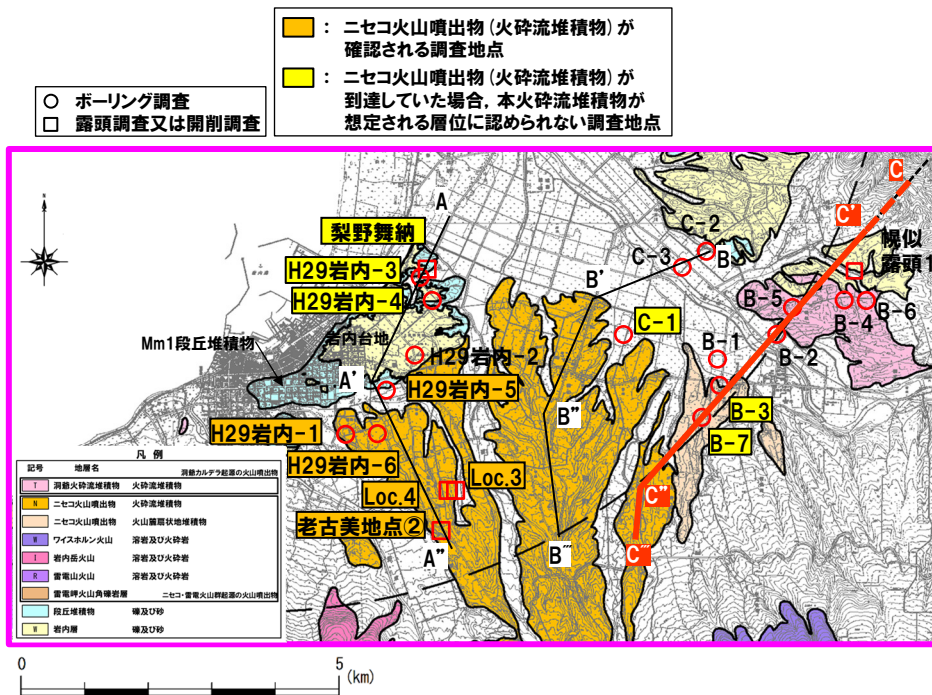 ： ニセコ火山噴出物（火砕流堆積物）が
確認される調査地点
： ニセコ火山噴出物（火砕流堆積物）が
到達していた場合，本火砕流堆積物が
想定される層位に認められない調査地点
○ ボーリング調査
□ 露頭調査又は開削調査
A
C
C'
C-2
梨野舞納
幌似
露頭1
B
H29岩内-3
C-3
B'
H29岩内-4
B-5
B-4
B-6
岩内台地
C-1
Mm1段丘堆積物
B-1
B-2
H29岩内-2
A'
H29岩内-5
B-3
B''
H29岩内-1
B-7
H29岩内-6
Loc.3
Loc.4
C''
老古美地点②
A''
B'''
C'''
凡 例
記号 地層名 洞爺カルデラ起源の火山噴出物
T 洞爺火砕流堆積物 火砕流堆積物
N ニセコ火山噴出物 火砕流堆積物
ニセコ火山噴出物 火山麓扇状地堆積物
W ワイスホルン火山 溶岩及び火砕岩
I 岩内岳火山 溶岩及び火砕岩
R 雷電山火山 溶岩及び火砕岩
雷電岬火山角礫岩層 ニセコ・雷電火山群起源の火山噴出物
段丘堆積物 礫及び砂
W 岩内層 礫及び砂
0 5
(km)